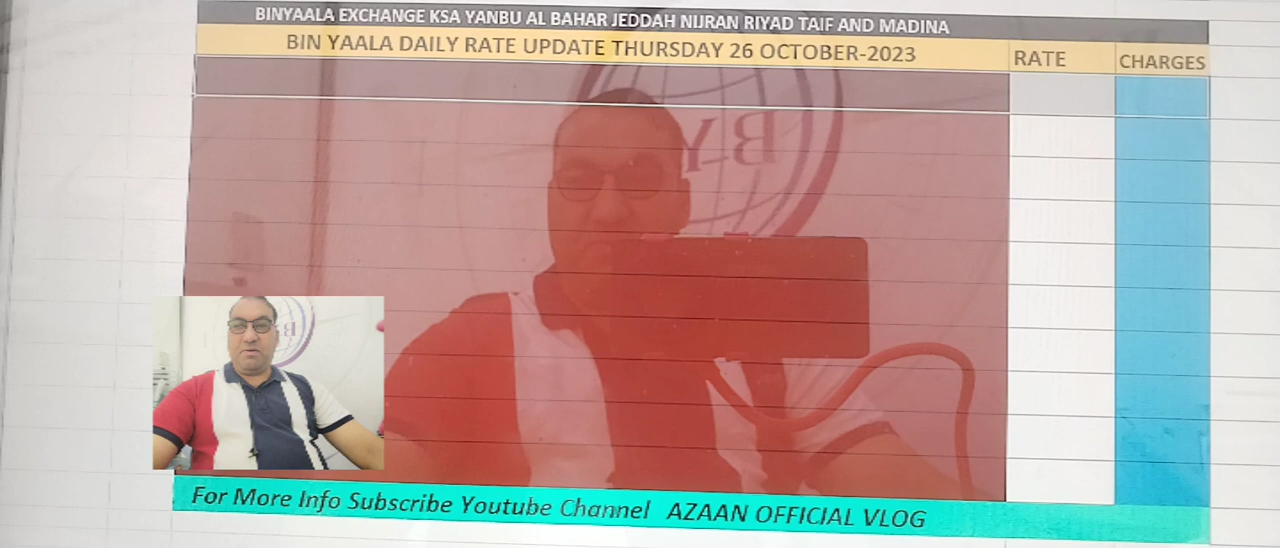 BINYAALA EXCHANGE KSA YANBU AL BAHAR JEDDAH NIJRAN RIYAD TAIF AND MADINA
BIN YAALA DAILY RATE UPDATE THURSDAY 26 OCTOBER-2023 RATE CHARGES
B-Y
For More Info Subscribe Youtube Channel AZAAN OFFICIAL VLOG